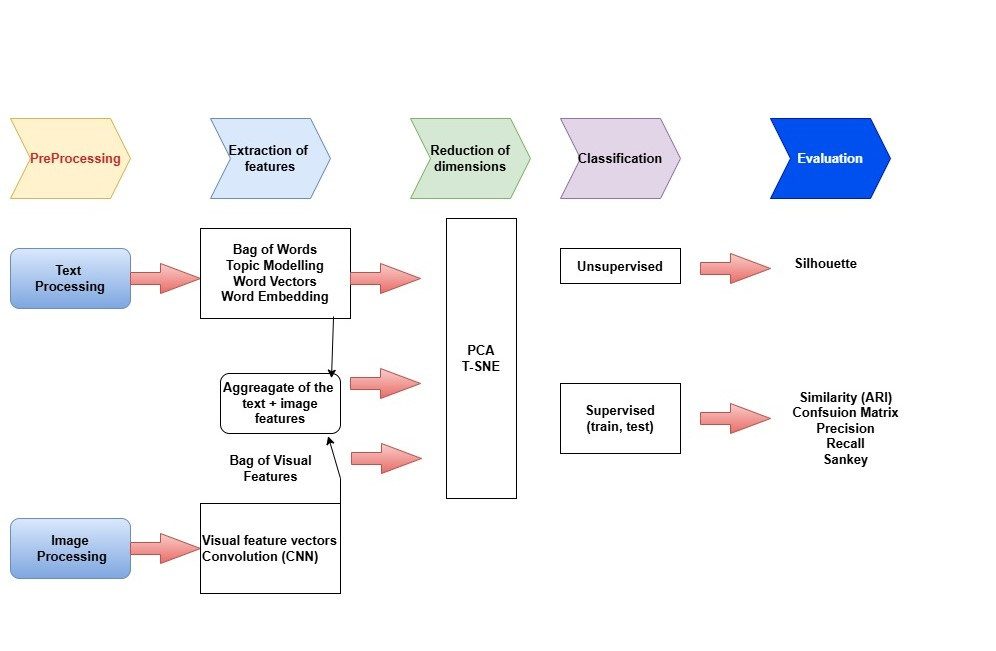 PreProcessing
Extraction of
features
Reduction of
dimensions
Classification
Evaluation
Text
Processing
Bag of Words
Topic Modelling
Word Vectors
Word Embedding
Unsupervised
Silhouette
PCA
T-SNE
Aggreagate of the
text + image
features
Supervised
(train, test)
Similarity (ARI)
Confsuion Matrix
Precision
Recall
Sankey
Bag of Visual
Features
Image
Processing
Visual feature vectors
Convolution (CNN)